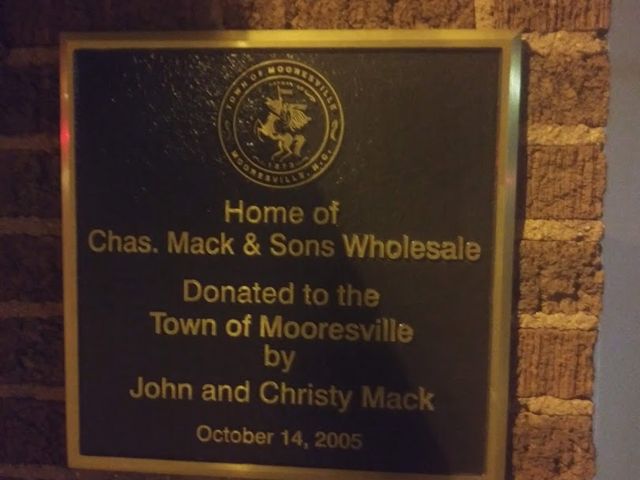 TOWN OF MOORESVILLE
1873
MOORESVILLE, N.C.
Home of
Chas. Mack & Sons Wholesale
Donated to the
Town of Mooresville
by
John and Christy Mack
October 14, 2005